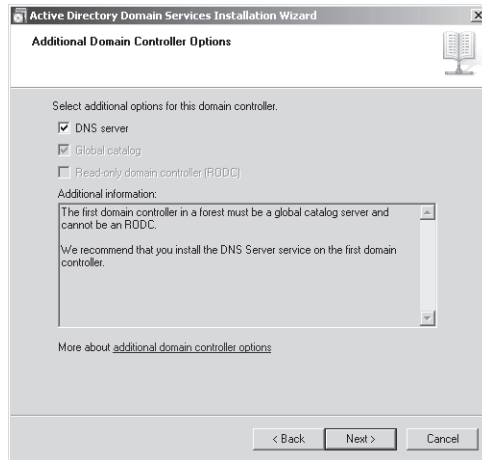 Active Directory Domain Services Installation Wizard
Additional Domain Controller Options
Select additional options for this domain controller.
DNS server
Global catalog
Read-only domain controller (RODC)
Additional information:
The first domain controller in a forest must be a global catalog server and
cannot be an RODC.
We recommend that you install the DNS Server service on the first domain
controller.
More about additional domain controller options
< Back
Next >
Cancel